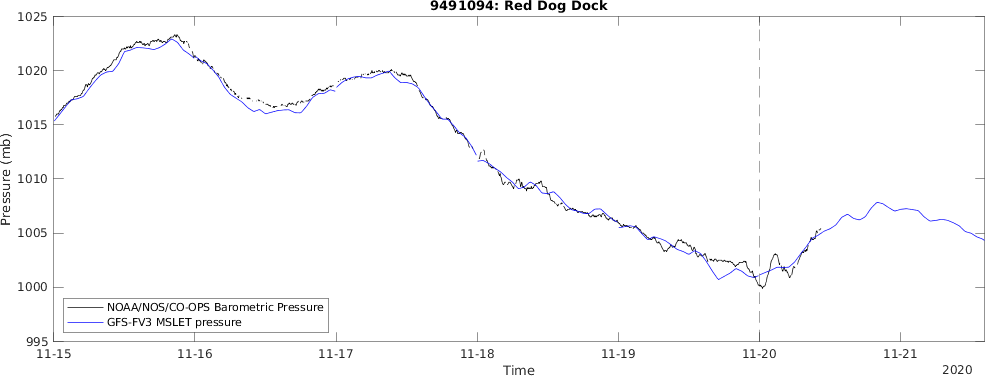 9491094: Red Dog Dock
Pressure (mb)
1025
1020
1015
1010
1005
1000
995
NOAA/NOS/CO-OPS Barometric Pressure
GFS-FV3 MSLET pressure
11-15 11-16 11-17 11-18 11-19 11-20 11-21
Time
2020